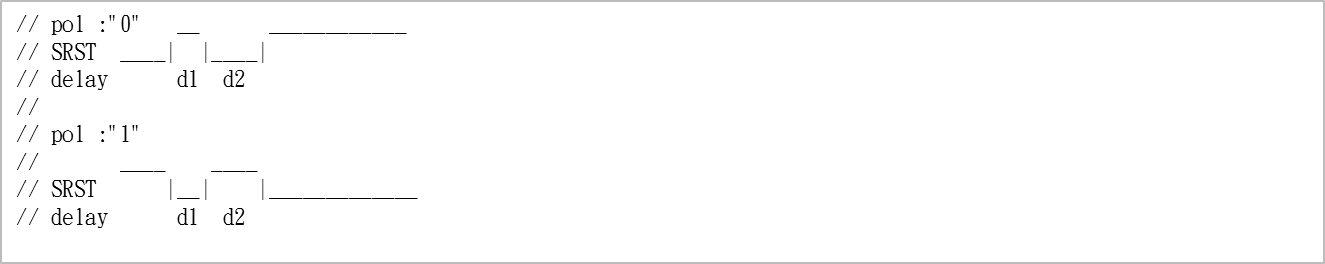 // pol :"0"   __      ____________
// SRST  ____|  |____|
// delay      d1  d2
//
// pol :"1"
//       ____    ____
// SRST      |__|    |_____________
// delay      d1  d2